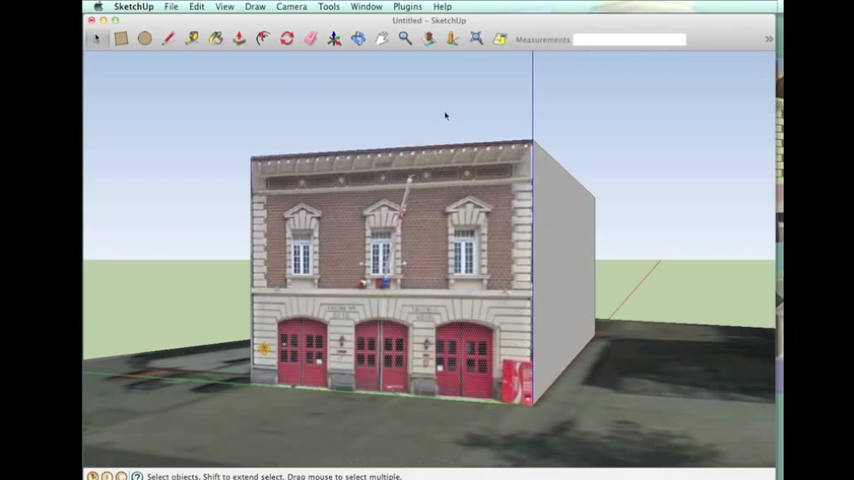 SketchUp File Edit View Draw Camera Tools Window Plugins Help
Untitled - SketchUp
Measurements
Select objects. Shift to extend select. Drag mouse to select multiple.